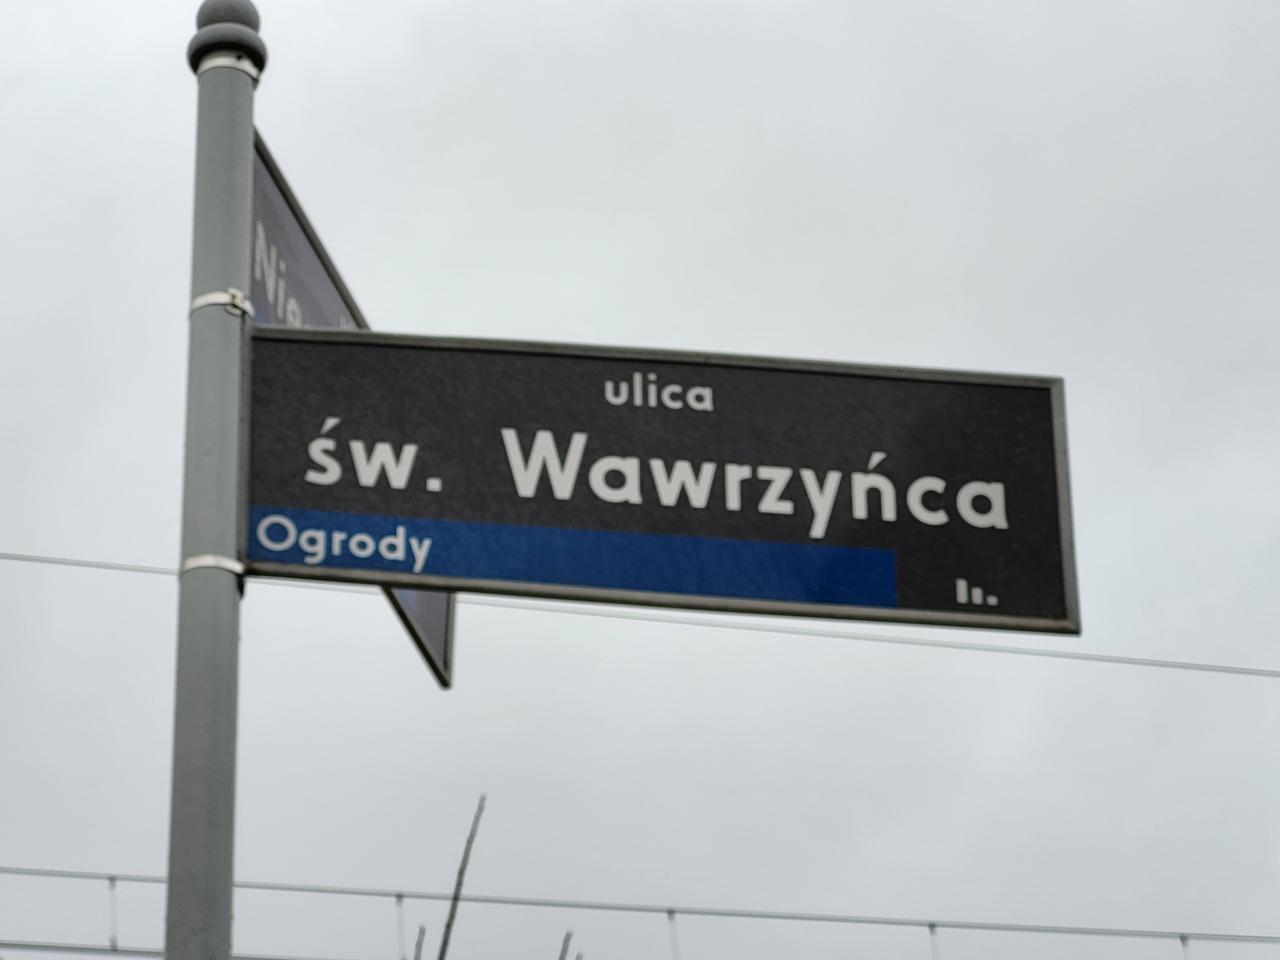 ulica
św. Wawrzyńca
Ogrody